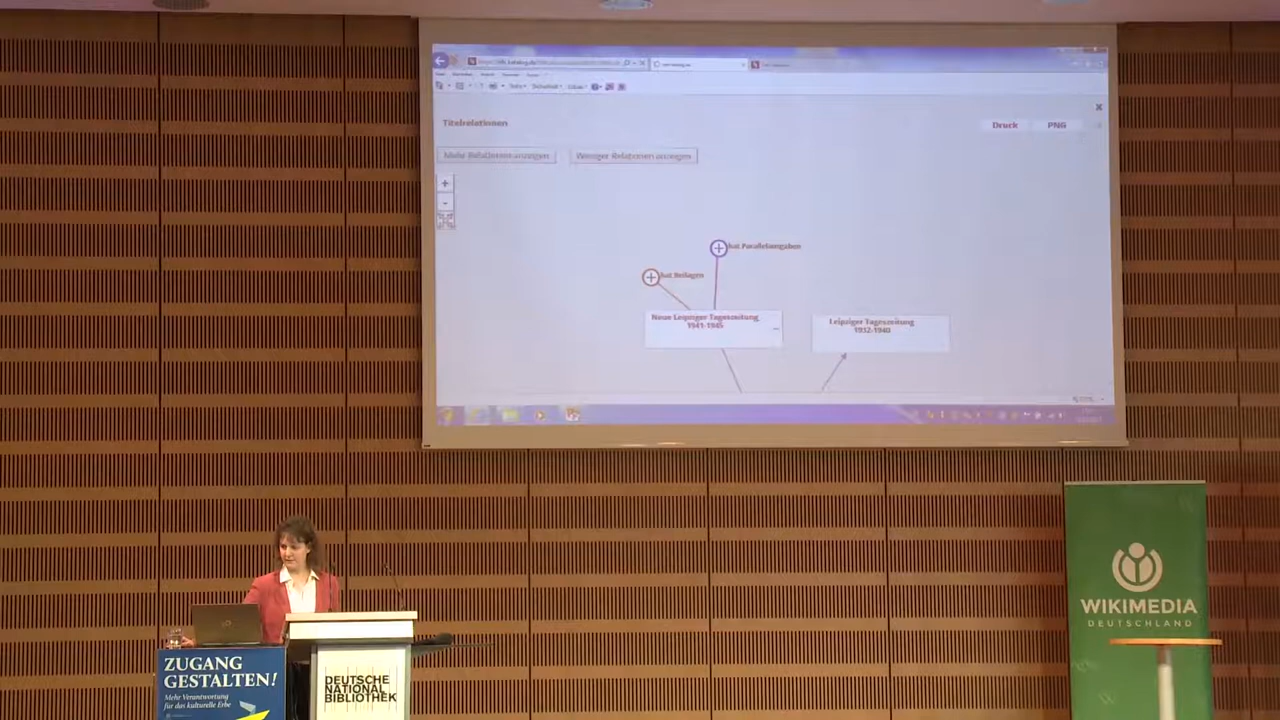 Titelrelationen
Druck
PNG
Mehr Relationen anzeigen
Weniger Relationen anzeigen
+
-
hat Parallelausgaben
hat Beilagen
Neue Leipziger Tageszeitung
1941-1945
Leipziger Tageszeitung
1932-1940
WIKIMEDIA
DEUTSCHLAND
ZUGANG
GESTALTEN!
Mehr Verantwortung
für das kulturelle Erbe
DEUTSCHE
NATIONAL
BIBLIOTHEK